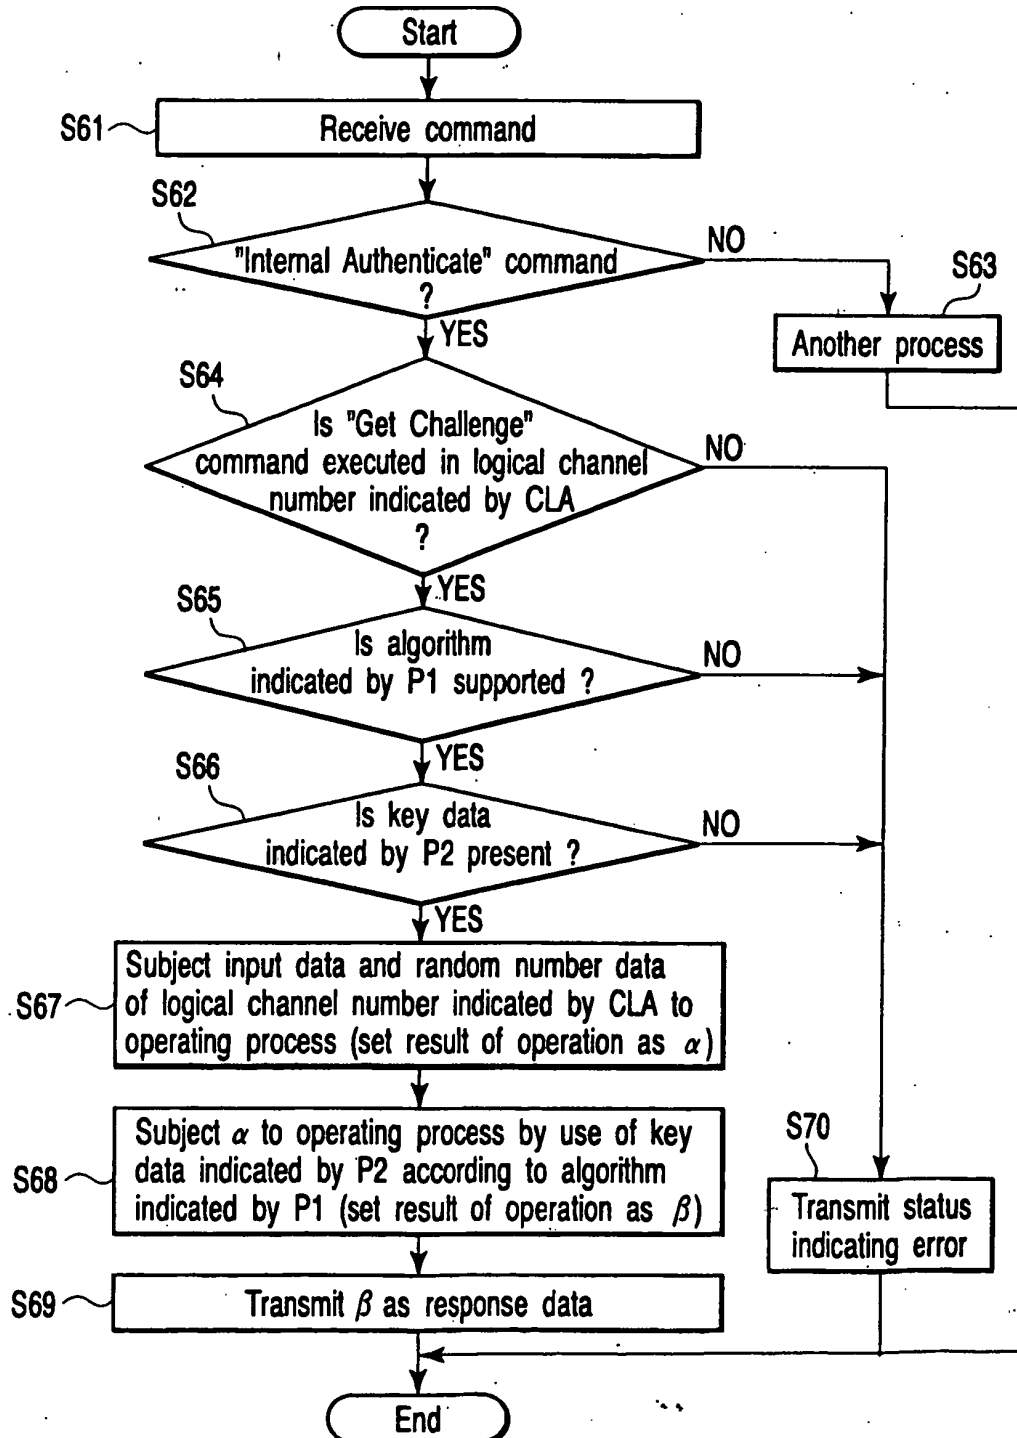 Start
S61
Receive command
S62
"Internal Authenticate" command
?
NO
YES
S63
Another process
S64
Is "Get Challenge"
command executed in logical channel
number indicated by CLA
?
NO
YES
S65
Is algorithm
indicated by P1 supported ?
NO
YES
S66
Is key data
indicated by P2 present ?
NO
YES
S67
Subject input data and random number data
of logical channel number indicated by CLA to
operating process (set result of operation as α)
S68
Subject α to operating process by use of key
data indicated by P2 according to algorithm
indicated by P1 (set result of operation as β)
S70
Transmit status
indicating error
S69
Transmit β as response data
End